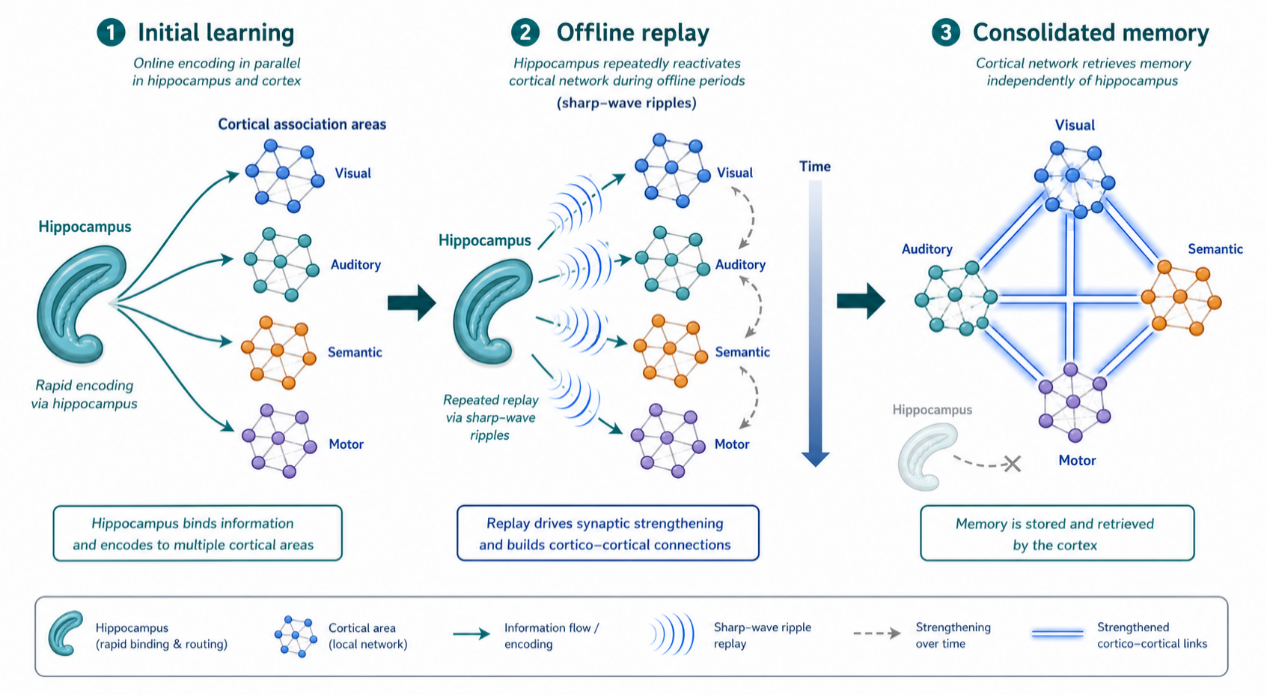 1 Initial learning
Online encoding in parallel
in hippocampus and cortex
Cortical association areas
Visual
Hippocampus
Auditory
Semantic
Rapid encoding
via hippocampus
Motor
Hippocampus binds information
and encodes to multiple cortical areas
2 Offline replay
Hippocampus repeatedly reactivates
cortical network during offline periods
(sharp–wave ripples)
Visual
Hippocampus
Auditory
Semantic
Repeated replay
via sharp–wave
ripples
Motor
Replay drives synaptic strengthening
and builds cortico–cortical connections
Time
3 Consolidated memory
Cortical network retrieves memory
independently of hippocampus
Visual
Auditory
Semantic
Hippocampus
Motor
Memory is stored and retrieved
by the cortex
Hippocampus
(rapid binding & routing)
Cortical area
(local network)
Information flow /
encoding
Sharp–wave ripple
replay
Strengthening
over time
Strengthened
cortico–cortical links